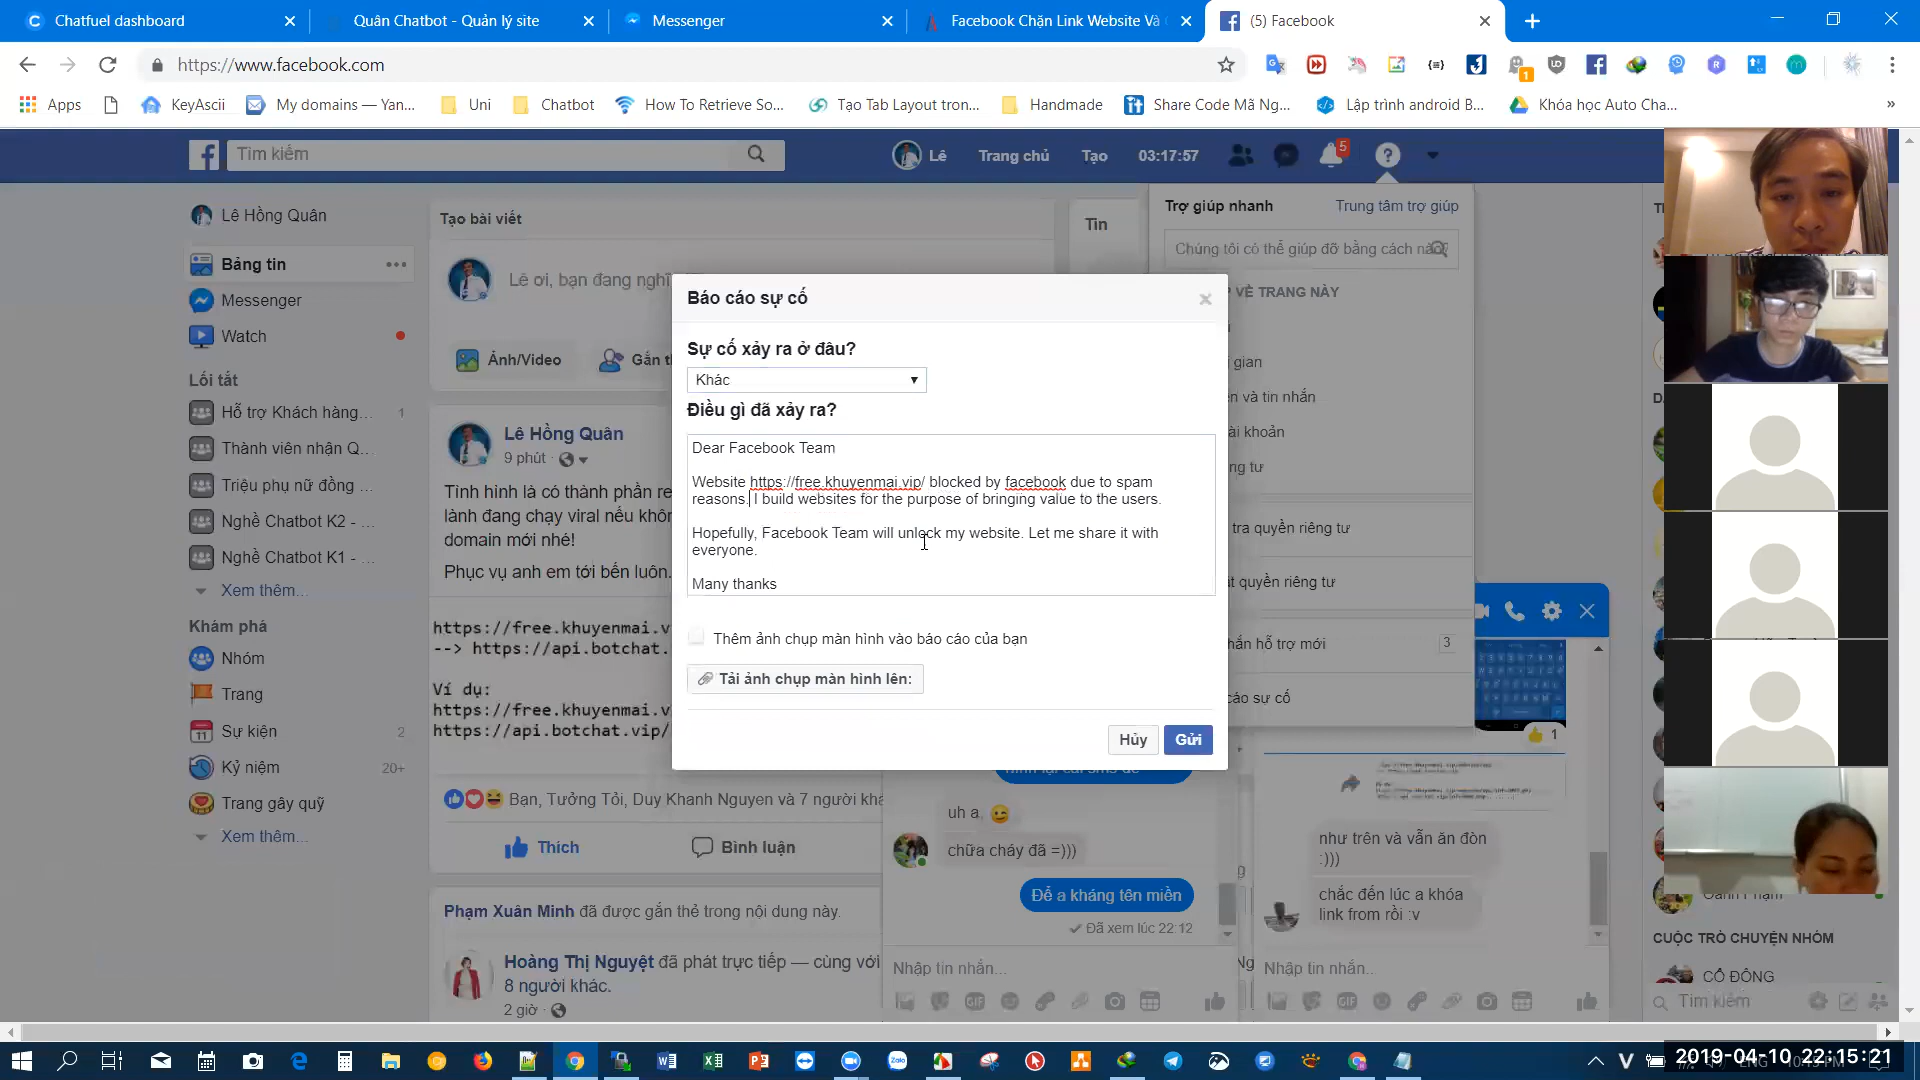 Chatfuel dashboard
Quân Chatbot - Quản lý site
Messenger
Facebook Chặn Link Website Và
(5) Facebook
https://www.facebook.com
1
Apps
KeyAscii
My domains — Yan...
Uni
Chatbot
How To Retrieve So...
Tạo Tab Layout tron...
Handmade
Share Code Mã Ng...
Lập trình android B...
Khóa học Auto Cha...
»
Tìm kiếm
Lê
Trang chủ
Tạo
03:17:57
5
Lê Hồng Quân
Bảng tin
Messenger
Watch
Lối tắt
Hỗ trợ Khách hàng...
1
Thành viên nhận Q...
Triệu phụ nữ đồng ...
Nghề Chatbot K2 - ...
Nghề Chatbot K1 - ...
Xem thêm...
Khám phá
Nhóm
Trang
Sự kiện
2
Kỷ niệm
20+
Trang gây quỹ
Xem thêm...
Tạo bài viết
Lê ơi, bạn đang nghĩ
Ảnh/Video
Gắn t
Tin
Lê Hồng Quân
9 phút
Tình hình là có thành phần
lành đang chạy viral nếu khôn
domain mới nhé!
Phục vụ anh em tới bến luôn.
https://free.khuyenmai.v
--> https://api.botchat.
Ví dụ:
https://free.khuyenmai.v
https://api.botchat.vip/
Bạn, Tưởng Tỏi, Duy Khanh Nguyen và 7 người
Thích
Bình luận
Phạm Xuân Minh đã được gắn thẻ trong nội dung này.
Hoàng Thị Nguyệt đã phát trực tiếp — cùng với
8 người khác.
2 giờ
Báo cáo sự cố
Sự cố xảy ra ở đâu?
Khác
Điều gì đã xảy ra?
Dear Facebook Team
Website https://free.khuyenmai.vip/ blocked by facebook due to spam
reasons. I build websites for the purpose of bringing value to the users.
Hopefully, Facebook Team will unlock my website. Let me share it with
everyone.
Many thanks
Thêm ảnh chụp màn hình vào báo cáo của bạn
Tải ảnh chụp màn hình lên:
Hủy
Gửi
Trợ giúp nhanh
Trung tâm trợ giúp
Chúng tôi có thể giúp đỡ bằng cách nào?
VỀ TRANG NÀY
gian
n và tin nhắn
ài khoản
ng tư
tra quyền riêng tư
t quyền riêng tư
hắn hỗ trợ mới
3
cáo sự cố
uh a
chữa cháy đã =)))
Để a kháng tên miền
Đã xem lúc 22:12
Nhập tin nhắn...
GIF
1
như trên và vẫn ăn đòn
:)))
chắc đến lúc a khóa
link from rồi :v
Nhập tin nhắn..
GIF
CUỘC TRÒ CHUYỆN NHÓM
CỔ ĐÔNG
Tìm kiếm
2019-04-10 22:15:21